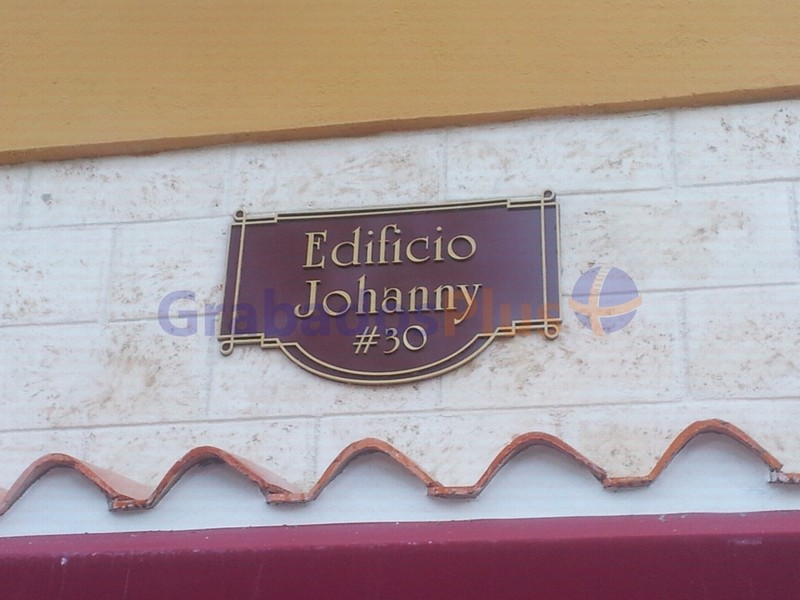 Edificio
Johanny
#30
GrabadosPlus